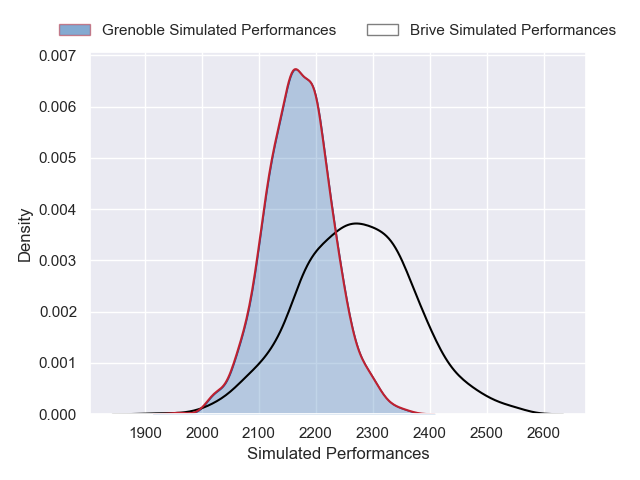 Grenoble Simulated Performances Brive Simulated Performances
0.007
0.006
0.005
0.004
0.003
0.002
0.001
0.000
Density
1900 2000 2100 2200 2300 2400 2500 2600
Simulated Performances